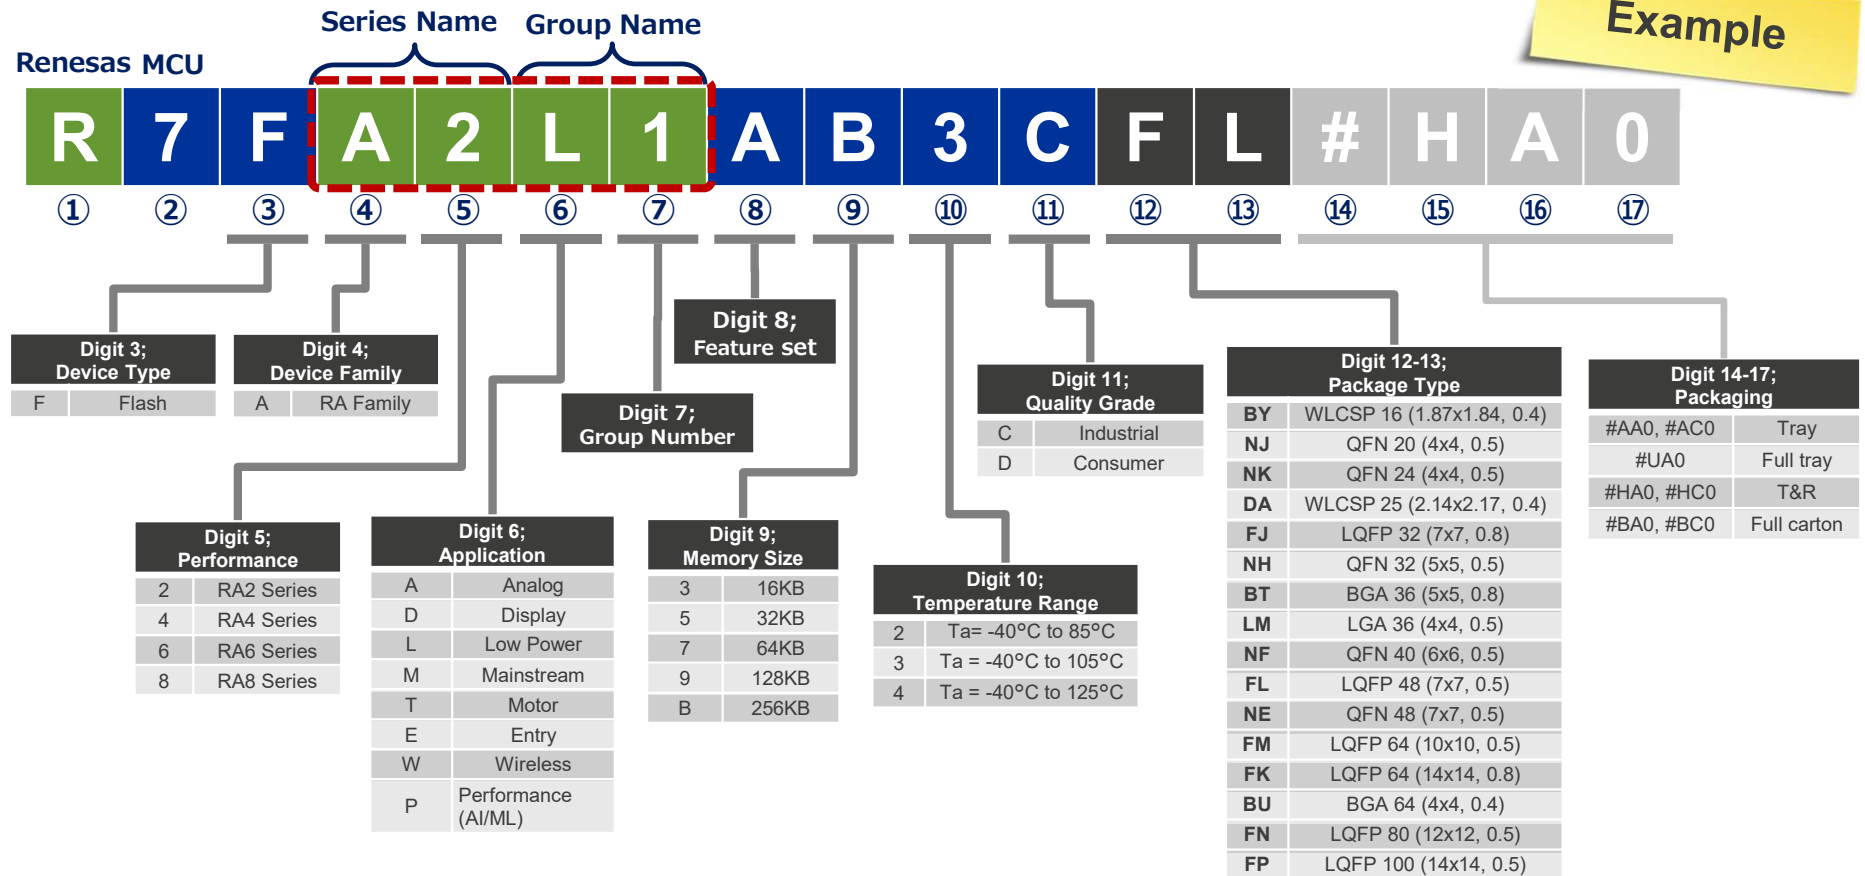 Example
Series Name Group Name
Renesas MCU
R 7 F A 2 L 1 A B 3 C F L # H A 0
① ② ③ ④ ⑤ ⑥ ⑦ ⑧ ⑨ ⑩ ⑪ ⑫ ⑬ ⑭ ⑮ ⑯ ⑰
Digit 3;
Device Type
F Flash
Digit 4;
Device Family
A RA Family
Digit 5;
Performance
2 RA2 Series
4 RA4 Series
6 RA6 Series
8 RA8 Series
Digit 6;
Application
A Analog
D Display
L Low Power
M Mainstream
T Motor
E Entry
W Wireless
P Performance
(AI/ML)
Digit 7;
Group Number
Digit 8;
Feature set
Digit 9;
Memory Size
3 16KB
5 32KB
7 64KB
9 128KB
B 256KB
Digit 10;
Temperature Range
2 Ta= -40°C to 85°C
3 Ta = -40°C to 105°C
4 Ta = -40°C to 125°C
Digit 11;
Quality Grade
C Industrial
D Consumer
Digit 12-13;
Package Type
BY WLCSP 16 (1.87x1.84, 0.4)
NJ QFN 20 (4x4, 0.5)
NK QFN 24 (4x4, 0.5)
DA WLCSP 25 (2.14x2.17, 0.4)
FJ LQFP 32 (7x7, 0.8)
NH QFN 32 (5x5, 0.5)
BT BGA 36 (5x5, 0.8)
LM LGA 36 (4x4, 0.5)
NF QFN 40 (6x6, 0.5)
FL LQFP 48 (7x7, 0.5)
NE QFN 48 (7x7, 0.5)
FM LQFP 64 (10x10, 0.5)
FK LQFP 64 (14x14, 0.8)
BU BGA 64 (4x4, 0.4)
FN LQFP 80 (12x12, 0.5)
FP LQFP 100 (14x14, 0.5)
Digit 14-17;
Packaging
#AA0, #AC0 Tray
#UA0 Full tray
#HA0, #HC0 T&R
#BA0, #BC0 Full carton